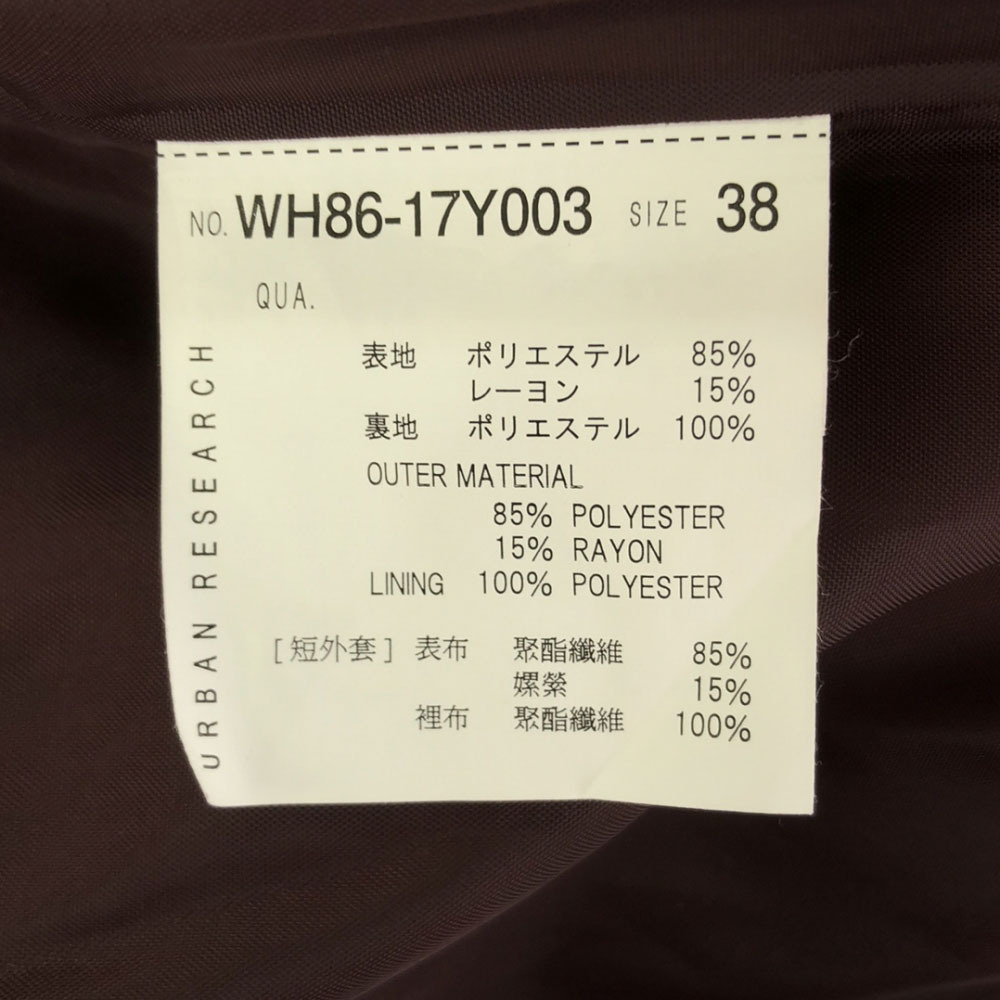 NO. WH86-17Y003 SIZE 38
QUA.
URBAN RESEARCH
表地 ポリエステル 85%
レーヨン 15%
裏地 ポリエステル 100%
OUTER MATERIAL
85% POLYESTER
15% RAYON
LINING 100% POLYESTER
[短外套] 表布 聚酯纖維 85%
嫘縈 15%
裡布 聚酯纖維 100%